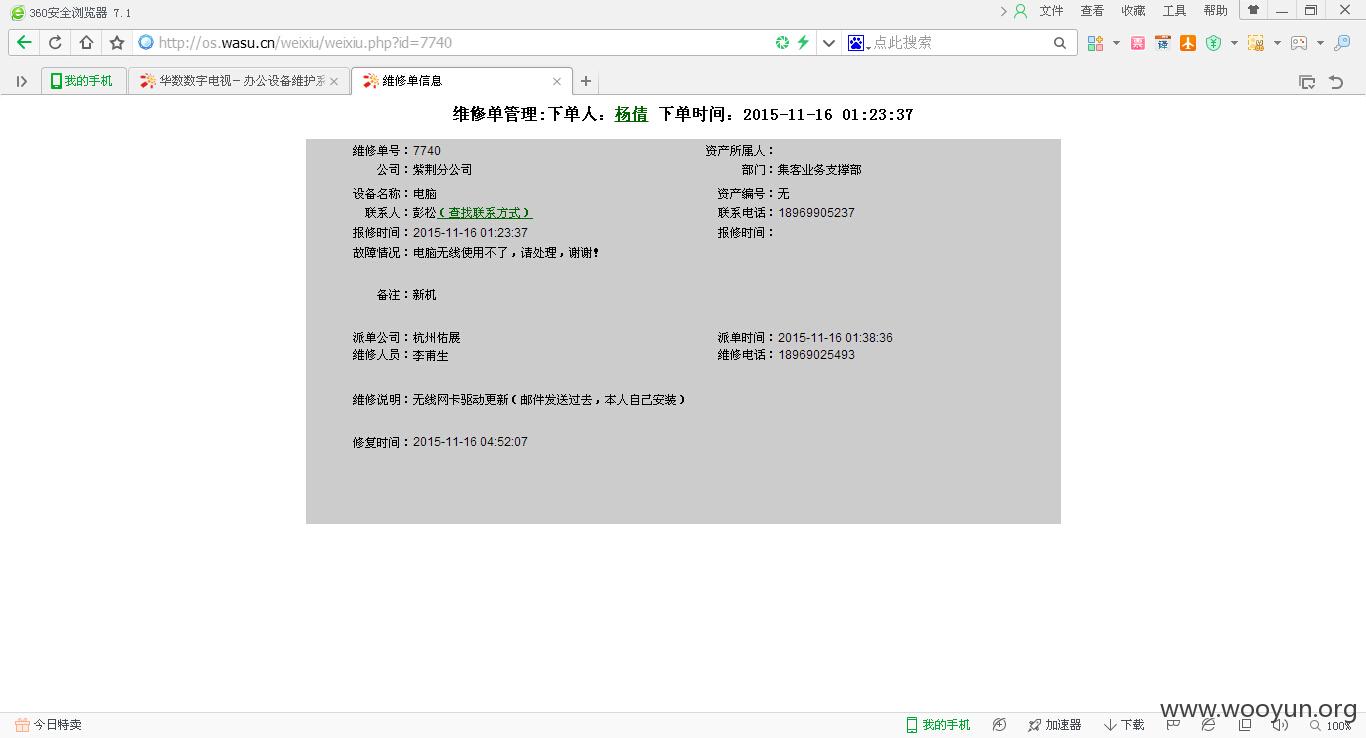 360安全浏览器 7.1 文件 查看 收藏 工具 帮助
http://os.wasu.cn/weixiu/weixiu.php?id=7740 点此搜索
我的手机 华数数字电视-办公设备维护系 维修单信息
维修单管理:下单人：杨倩 下单时间：2015-11-16 01:23:37
维修单号：7740 资产所属人：
公司：紫荆分公司 部门：集客业务支撑部
设备名称：电脑 资产编号：无
联系人：彭松（查找联系方式） 联系电话：18969905237
报修时间：2015-11-16 01:23:37 报修时间：
故障情况：电脑无线使用不了，请处理，谢谢！
备注：新机
派单公司：杭州佑展 派单时间：2015-11-16 01:38:36
维修人员：李甫生 维修电话：18969025493
维修说明：无线网卡驱动更新（邮件发送过去，本人自己安装）
修复时间：2015-11-16 04:52:07
www.wooyun.org
今日特卖 我的手机 加速器 下载 100%